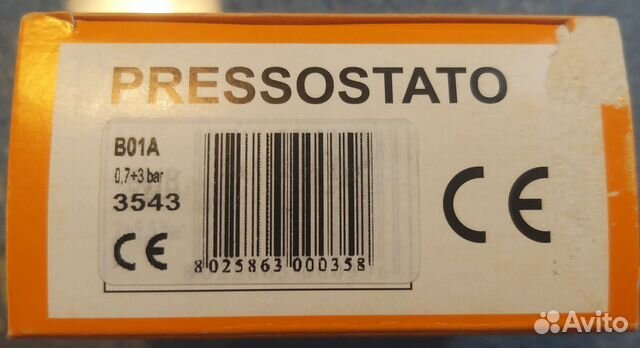 PRESSOSTATO
B01A
0,7÷3 bar
3543
CE
8 025863 000358
CE
Avito